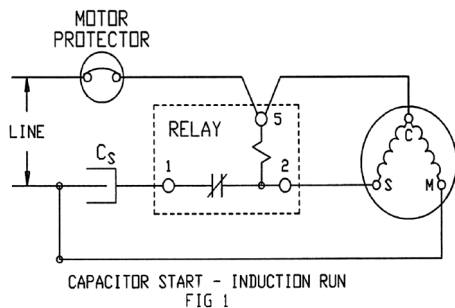 MOTOR
PROTECTOR
5
RELAY
C
LINE
Cs
1
2
S
M
CAPACITOR START - INDUCTION RUN
FIG 1